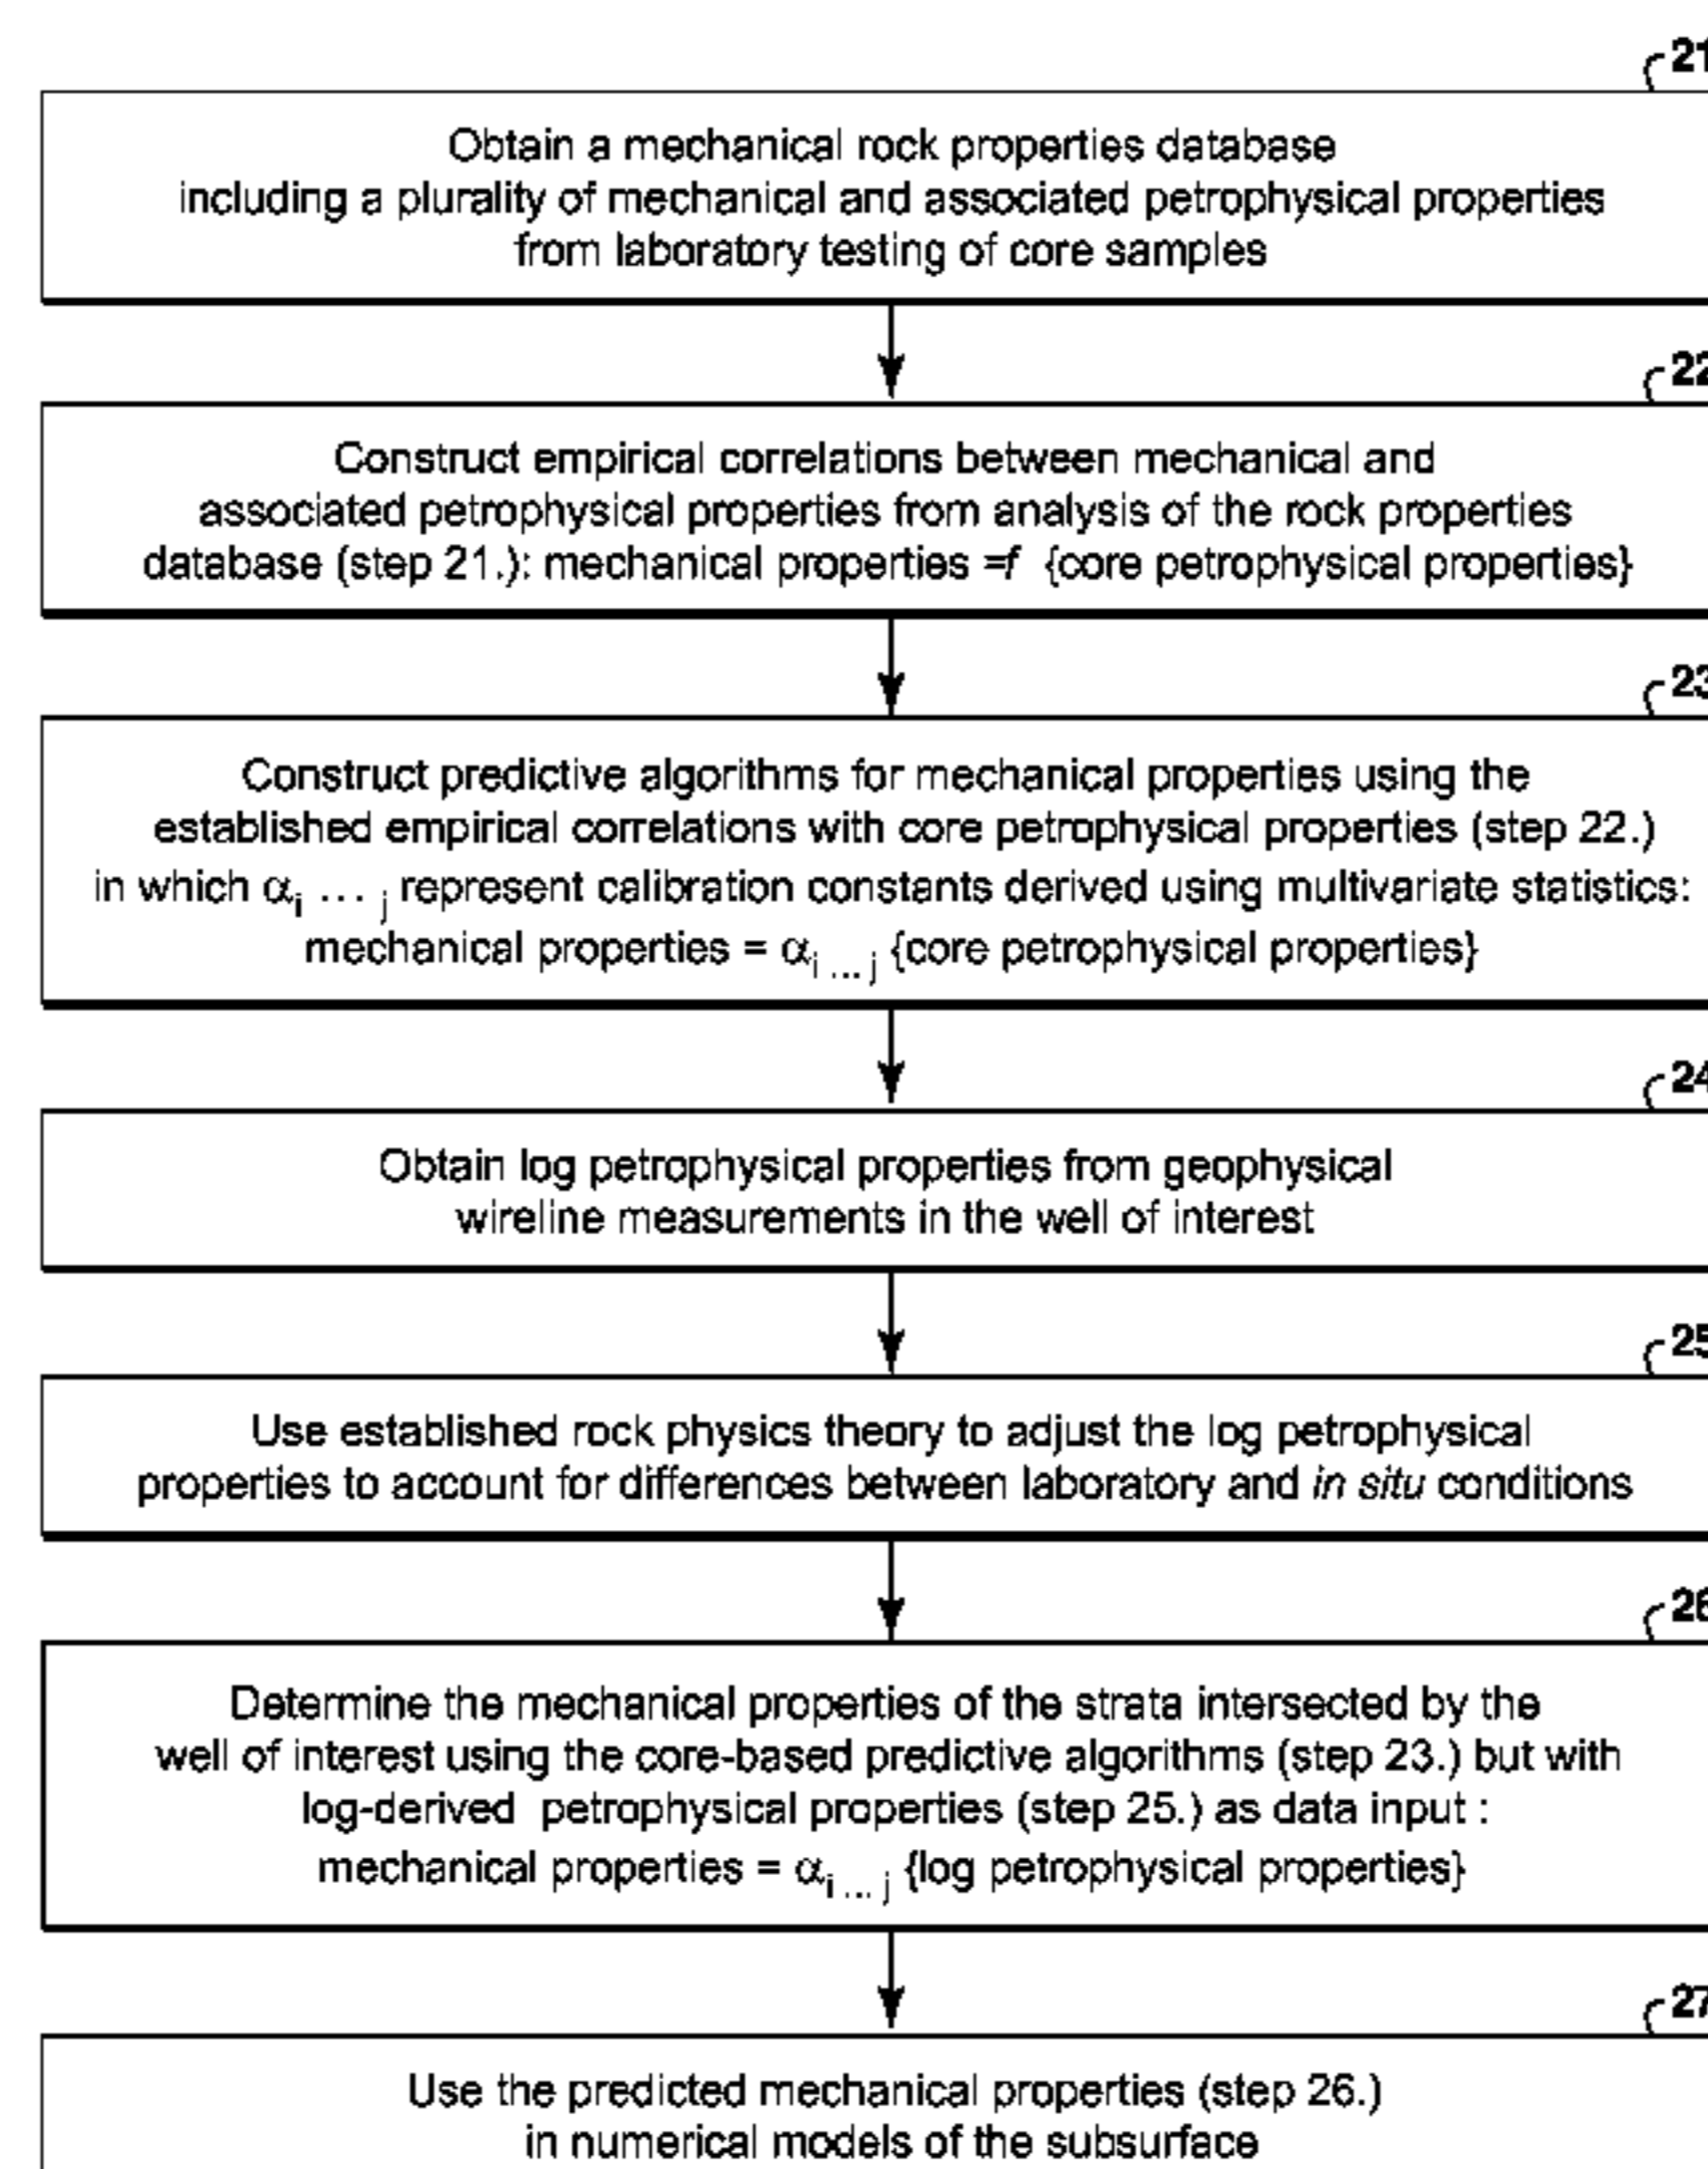 21
Obtain a mechanical rock properties database
including a plurality of mechanical and associated petrophysical properties
from laboratory testing of core samples
22
Construct empirical correlations between mechanical and
associated petrophysical properties from analysis of the rock properties
database (step 21.): mechanical properties =f {core petrophysical properties}
23
Construct predictive algorithms for mechanical properties using the
established empirical correlations with core petrophysical properties (step 22.)
in which αi ... j represent calibration constants derived using multivariate statistics:
mechanical properties = αi ... j {core petrophysical properties}
24
Obtain log petrophysical properties from geophysical
wireline measurements in the well of interest
25
Use established rock physics theory to adjust the log petrophysical
properties to account for differences between laboratory and in situ conditions
26
Determine the mechanical properties of the strata intersected by the
well of interest using the core-based predictive algorithms (step 23.) but with
log-derived petrophysical properties (step 25.) as data input :
mechanical properties = αi ... j {log petrophysical properties}
27
Use the predicted mechanical properties (step 26.)
in numerical models of the subsurface